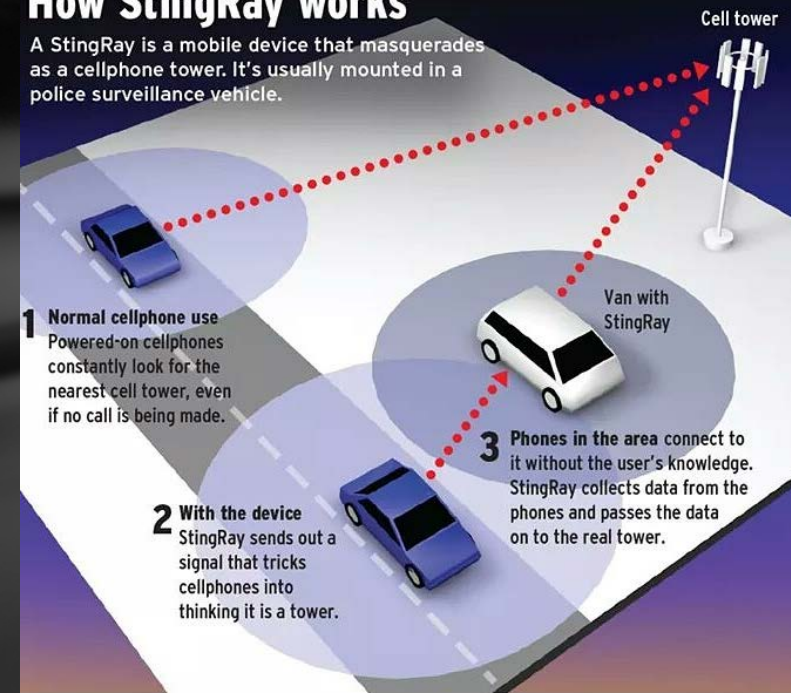 How StingRay works
A StingRay is a mobile device that masquerades
as a cellphone tower. It's usually mounted in a
police surveillance vehicle.
Cell tower
Van with
StingRay
1 Normal cellphone use
Powered-on cellphones
constantly look for the
nearest cell tower, even
if no call is being made.
2 With the device
StingRay sends out a
signal that tricks
cellphones into
thinking it is a tower.
3 Phones in the area connect to
it without the user's knowledge.
StingRay collects data from the
phones and passes the data
on to the real tower.